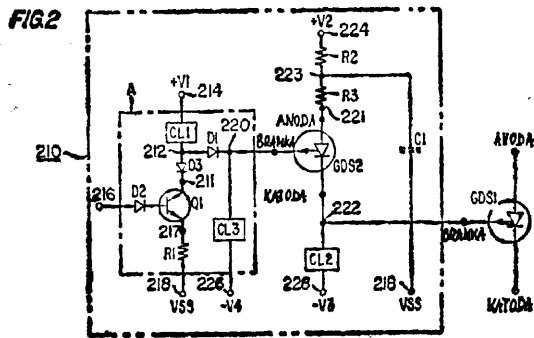 FIG.2
+V2
224
R2
223
R3
221
A
+V1
214
CL1
D1
220
212
BRAMKA
ANODA
GDS2
D3
211
C1
210
216
D2
Q1
KATODA
222
ANODA
GDS1
BRAMKA
217
CL3
R1
CL2
KATODA
218
VSS
226
-V4
226
-V3
218
VSS